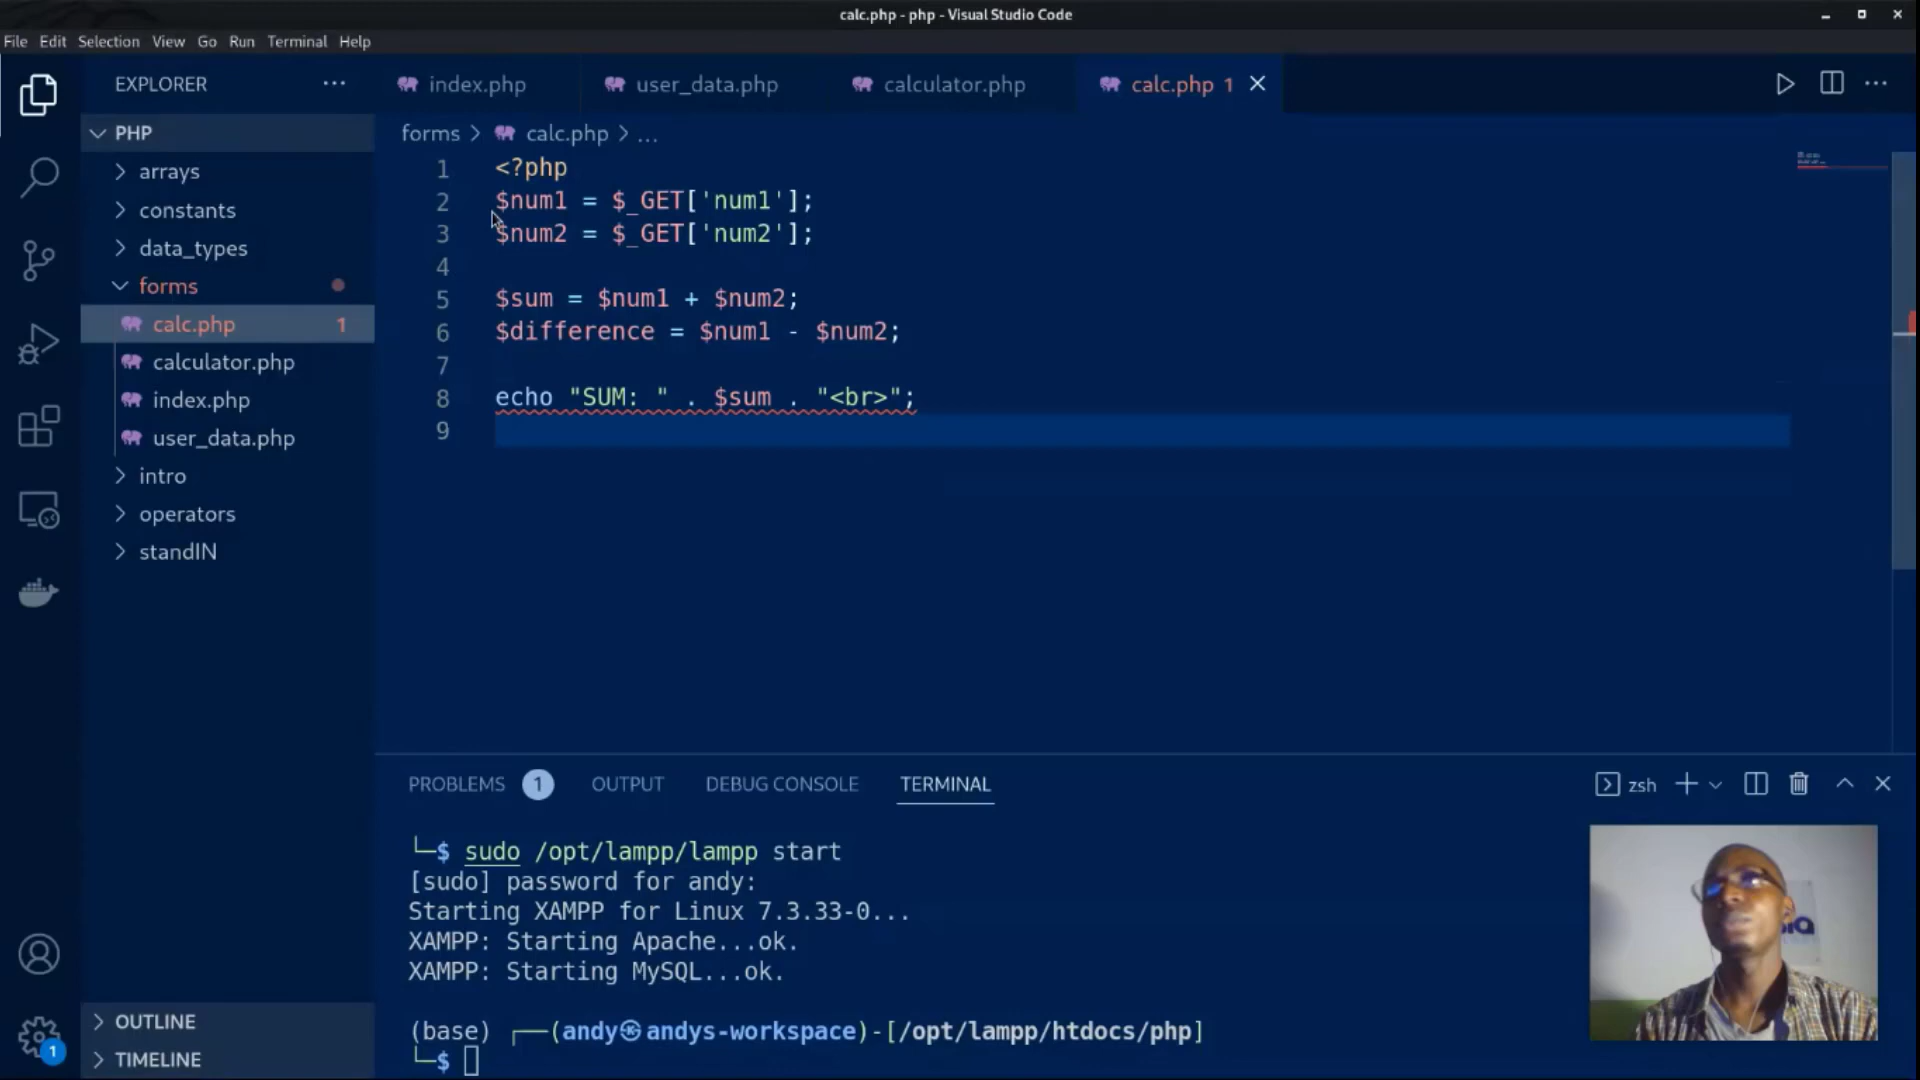 calc.php - php - Visual Studio Code
File Edit Selection View Go Run Terminal Help
EXPLORER
index.php
user_data.php
calculator.php
calc.php 1
PHP
arrays
constants
data_types
forms
calc.php 1
calculator.php
index.php
user_data.php
intro
operators
standIN
OUTLINE
TIMELINE
1
forms > calc.php > ...
1 <?php
2 $num1 = $_GET['num1'];
3 $num2 = $_GET['num2'];
4
5 $sum = $num1 + $num2;
6 $difference = $num1 - $num2;
7
8 echo "SUM: " . $sum . "<br>";
9
PROBLEMS 1 OUTPUT DEBUG CONSOLE TERMINAL
zsh
└─$ sudo /opt/lampp/lampp start
[sudo] password for andy:
Starting XAMPP for Linux 7.3.33-0...
XAMPP: Starting Apache...ok.
XAMPP: Starting MySQL...ok.
(base) ┌──(andy㉿andys-workspace)-[/opt/lampp/htdocs/php]
└─$